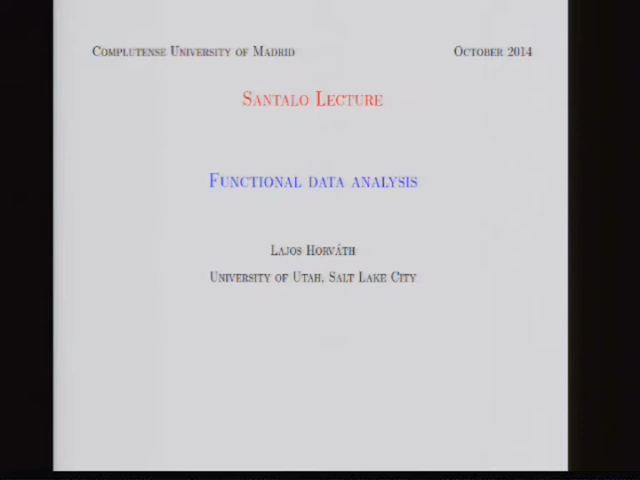 Complutense University of Madrid October 2014
Santalo Lecture
Functional data analysis
Lajos Horváth
University of Utah, Salt Lake City